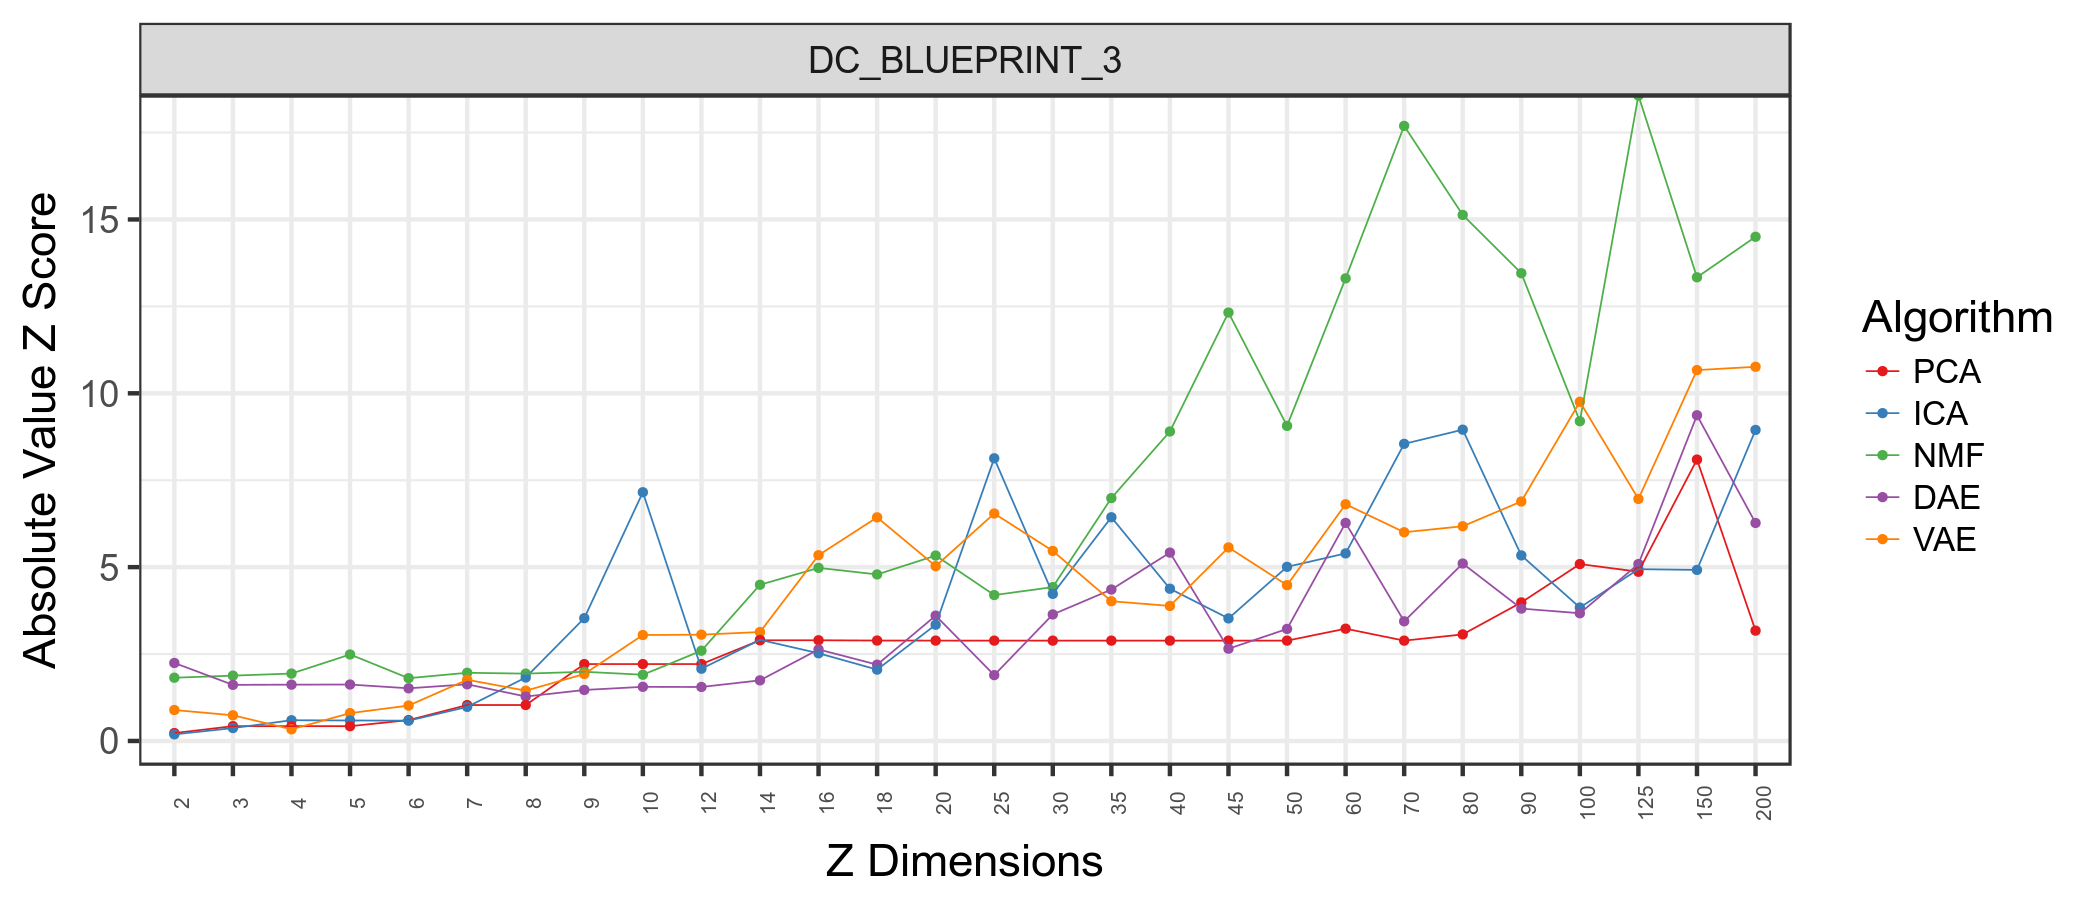 DC_BLUEPRINT_3
Absolute Value Z Score
15
10
5
0
2 3 4 5 6 7 8 9 10 12 14 16 18 20 25 30 35 40 45 50 60 70 80 90 100 125 150 200
Z Dimensions
Algorithm
PCA
ICA
NMF
DAE
VAE